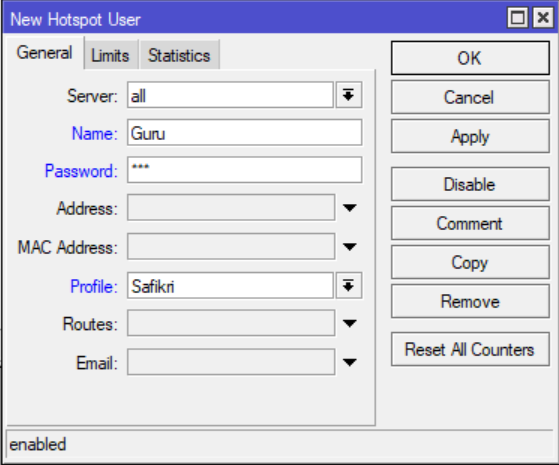 New Hotspot User
General Limits Statistics
Server: all
Name: Guru
Password: ***
Address:
MAC Address:
Profile: Safikri
Routes:
Email:
OK
Cancel
Apply
Disable
Comment
Copy
Remove
Reset All Counters
enabled